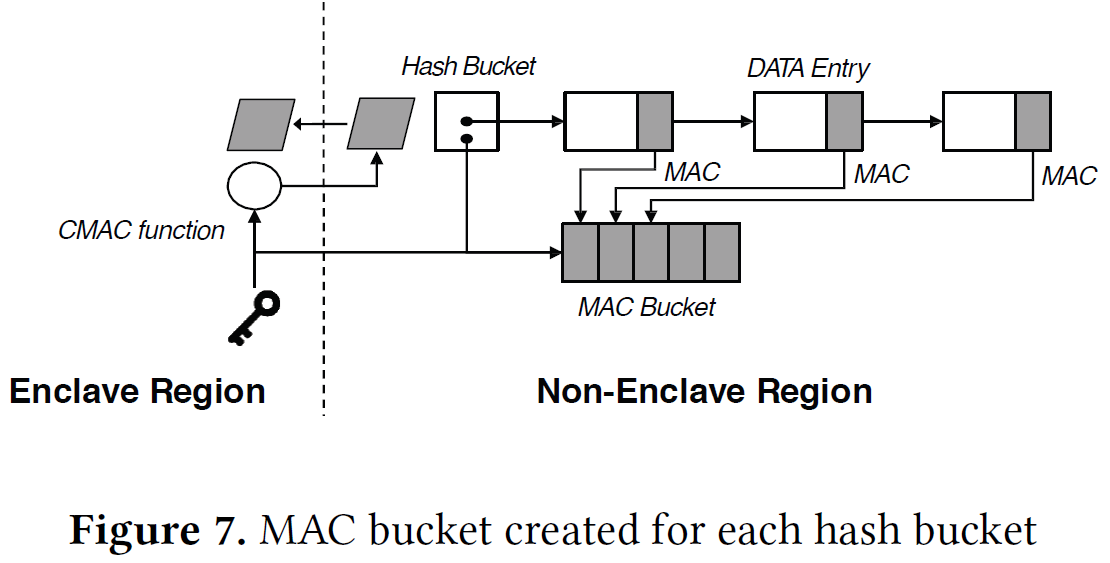 Hash Bucket
DATA Entry
MAC
MAC
MAC
CMAC function
MAC Bucket
Enclave Region
Non-Enclave Region
Figure 7. MAC bucket created for each hash bucket